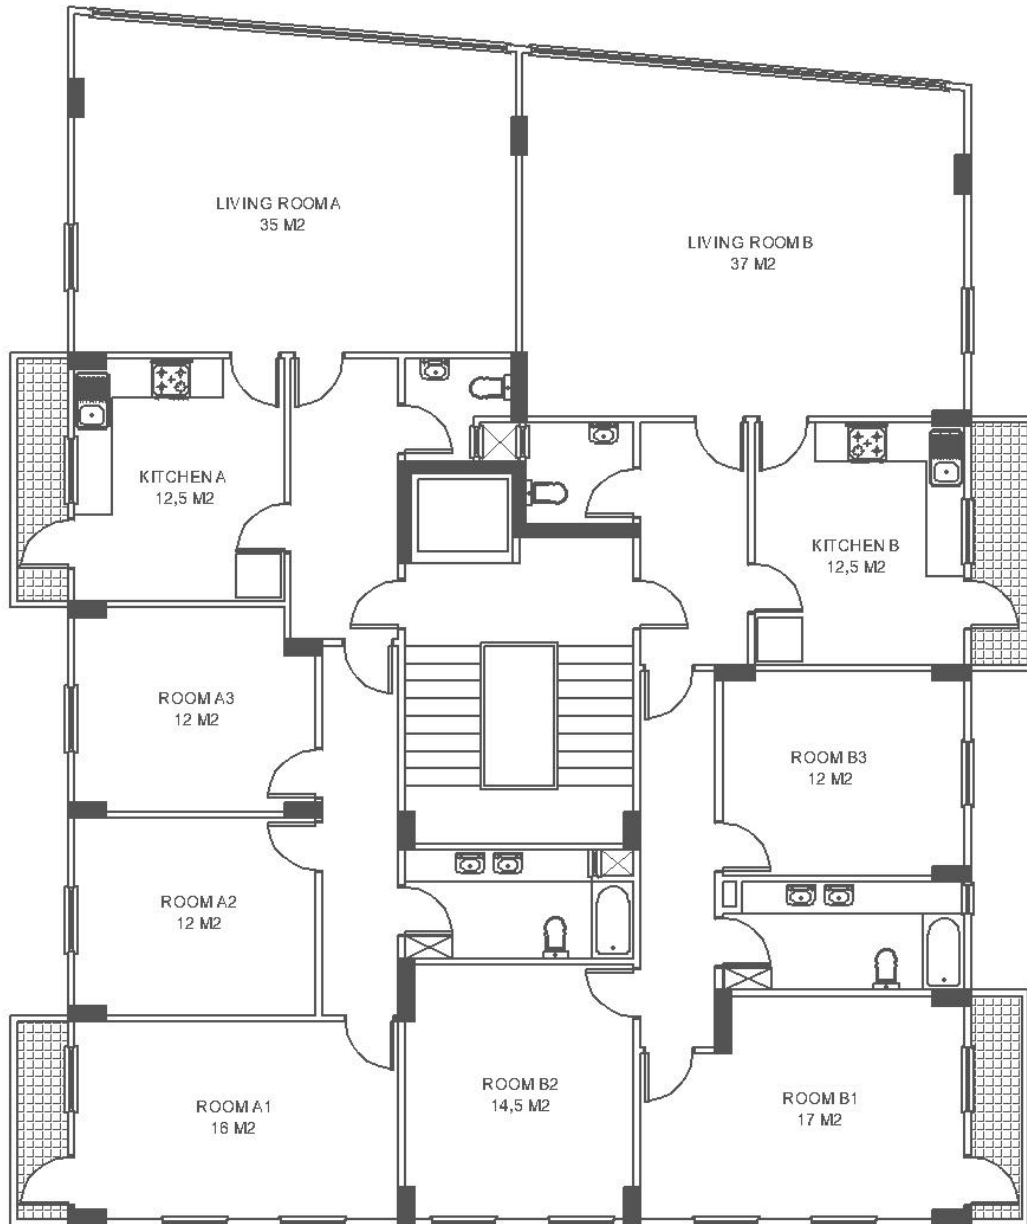 LIVING ROOM A
35 M2
LIVING ROOM B
37 M2
KITCHEN A
12,5 M2
KITCHEN B
12,5 M2
ROOM A3
12 M2
ROOM B3
12 M2
ROOM A2
12 M2
ROOM B2
14,5 M2
ROOM B1
17 M2
ROOM A1
16 M2